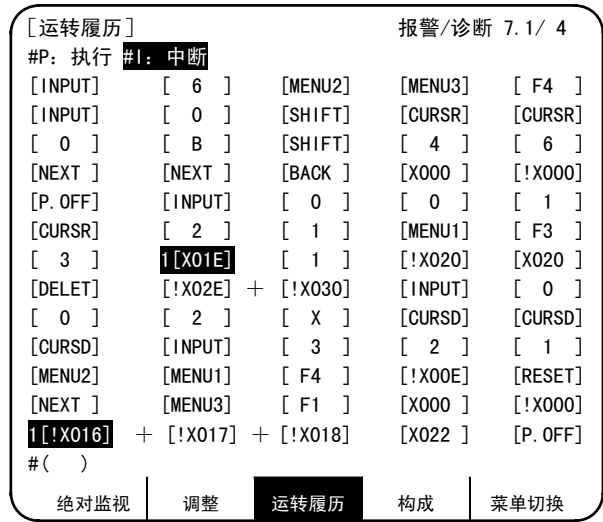 [运转履历] 报警/诊断 7.1/ 4
#P: 执行 #I: 中断
[INPUT] [ 6 ] [MENU2] [MENU3] [ F4 ]
[INPUT] [ 0 ] [SHIFT] [CURSR] [CURSR]
[ 0 ] [ B ] [SHIFT] [ 4 ] [ 6 ]
[NEXT ] [NEXT ] [BACK ] [X000 ] [!X000]
[P.OFF] [INPUT] [ 0 ] [ 0 ] [ 1 ]
[CURSR] [ 2 ] [ 1 ] [MENU1] [ F3 ]
[ 3 ] 1[X01E] [ 1 ] [!X020] [X020 ]
[DELET] [!X02E] + [!X030] [INPUT] [ 0 ]
[ 0 ] [ 2 ] [ X ] [CURSD] [CURSD]
[CURSD] [INPUT] [ 3 ] [ 2 ] [ 1 ]
[MENU2] [MENU1] [ F4 ] [!X00E] [RESET]
[NEXT ] [MENU3] [ F1 ] [X000 ] [!X000]
1[!X016] + [!X017] + [!X018] [X022 ] [P.OFF]
#( )
绝对监视 调整 运转履历 构成 菜单切换